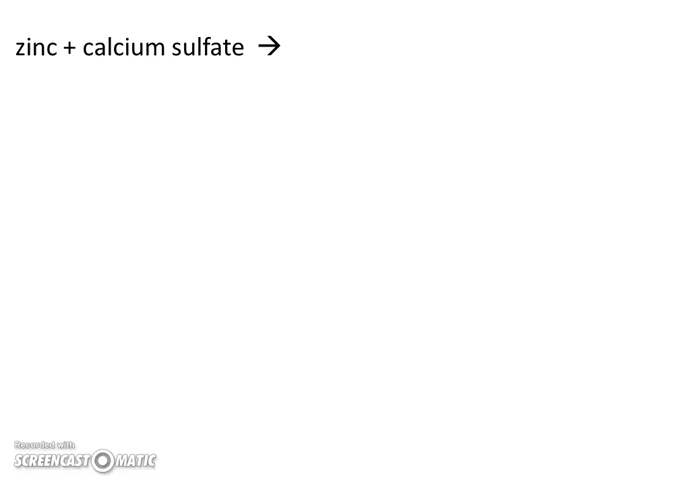 zinc + calcium sulfate →
Recorded with
SCREENCAST MATIC